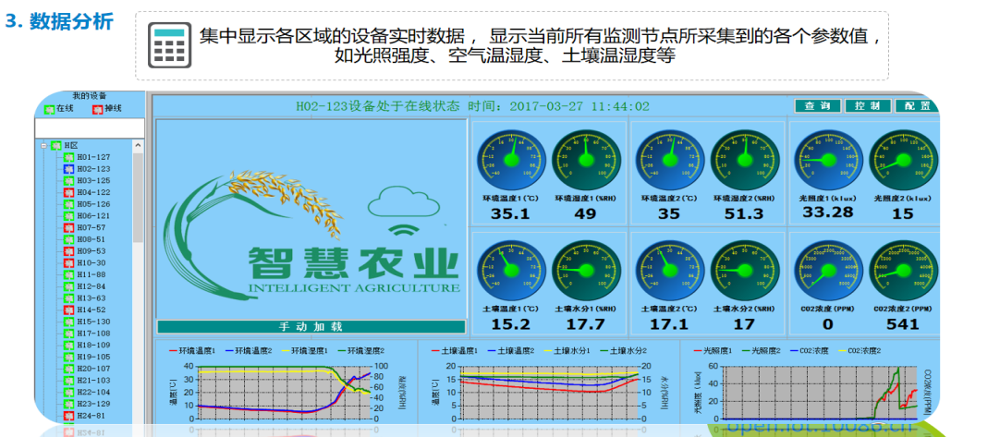 3. 数据分析
集中显示各区域的设备实时数据 ,显示当前所有监测节点所采集到的各个参数值 ,
如光照强度、空气温湿度、土壤温湿度等
我的设备
在线 掉线
H02-123设备处于在线状态 时间: 2017-03-27 11:44:02
查询 控制 配置
H区
H01-127
H02-123
H03-125
H04-122
H05-126
H06-121
H07-57
H08-51
H09-53
H10-30
H11-88
H12-84
H13-63
H14-52
H15-130
H17-108
H18-109
H19-105
H20-107
H21-103
H22-104
H23-129
H24-81
智慧农业
INTELLIGENT AGRICULTURE
手动加载
环境温度1(℃) 环境湿度1(%RH) 环境温度2(℃) 环境湿度2(%RH) 光照度1(klux) 光照度2(klux)
35.1 49 35 51.3 33.28 15
土壤温度1(℃) 土壤水分1(%RH) 土壤温度2(℃) 土壤水分2(%RH) CO2浓度(PPM) CO2浓度2(PPM)
15.2 17.7 17.1 17 0 541
环境温度1 环境温度2 环境湿度1 环境湿度2
温度[℃]
40
30
20
10
0
100
80
60
40
20
0
湿度[%RH]
土壤温度1 土壤温度2 土壤水分1 土壤水分2
温度[℃]
20
15
10
5
0
20
15
10
5
0
水分[%RH]
光照度1 光照度2 CO2浓度 CO2浓度2
光照度[klux]
60
40
20
0
CO2浓度[PPM]